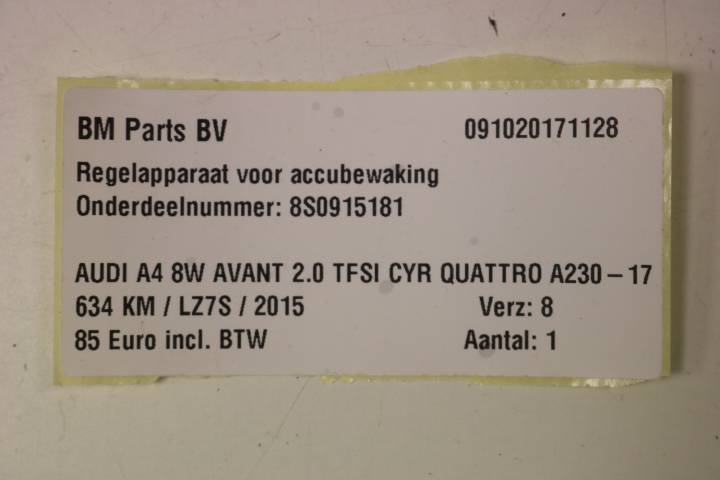 BM Parts BV 091020171128
Regelapparaat voor accubewaking
Onderdeelnummer: 8S0915181
AUDI A4 8W AVANT 2.0 TFSI CYR QUATTRO A230 – 17
634 KM / LZ7S / 2015 Verz: 8
85 Euro incl. BTW Aantal: 1